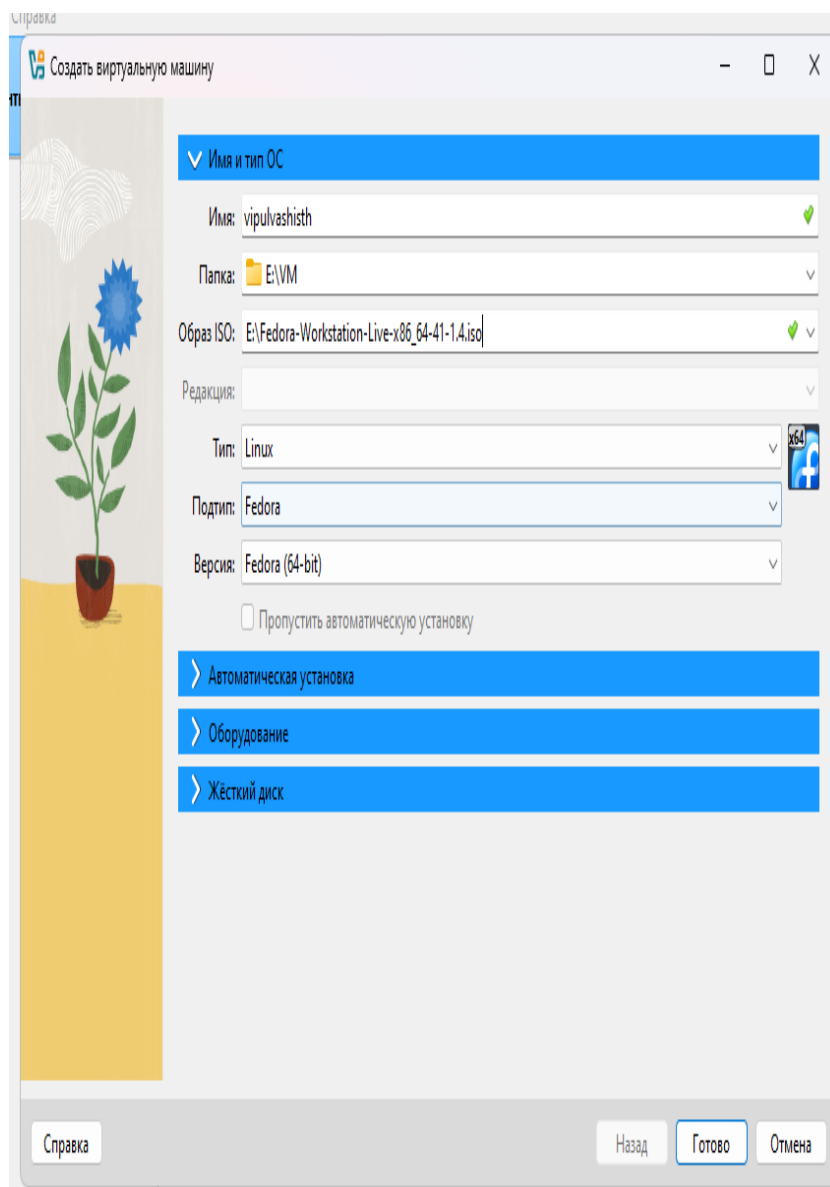 Справка
Создать виртуальную машину
Имя и тип ОС
Имя: vipulvashisth
Папка: E:\VM
Образ ISO: E:\Fedora-Workstation-Live-x86_64-41-1.4.iso
Редакция:
Тип: Linux
x64
Подтип: Fedora
Версия: Fedora (64-bit)
Пропустить автоматическую установку
Автоматическая установка
Оборудование
Жёсткий диск
Справка Назад Готово Отмена